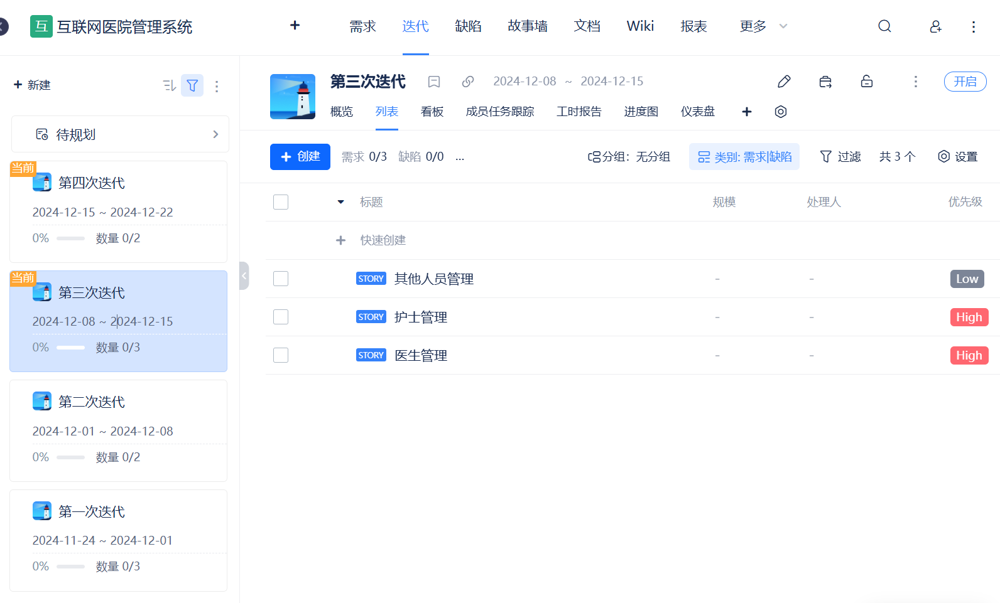 互 互联网医院管理系统
需求 迭代 缺陷 故事墙 文档 Wiki 报表 更多
新建
待规划
当前
第四次迭代
2024-12-15 ~ 2024-12-22
0% 数量 0/2
当前
第三次迭代
2024-12-08 ~ 2024-12-15
0% 数量 0/3
第二次迭代
2024-12-01 ~ 2024-12-08
0% 数量 0/2
第一次迭代
2024-11-24 ~ 2024-12-01
0% 数量 0/3
第三次迭代 2024-12-08 ~ 2024-12-15 开启
概览 列表 看板 成员任务跟踪 工时报告 进度图 仪表盘
创建 需求 0/3 缺陷 0/0 ... 分组：无分组 类别: 需求|缺陷 过滤 共 3 个 设置
标题 规模 处理人 优先级
快速创建
STORY 其他人员管理 - - Low
STORY 护士管理 - - High
STORY 医生管理 - - High